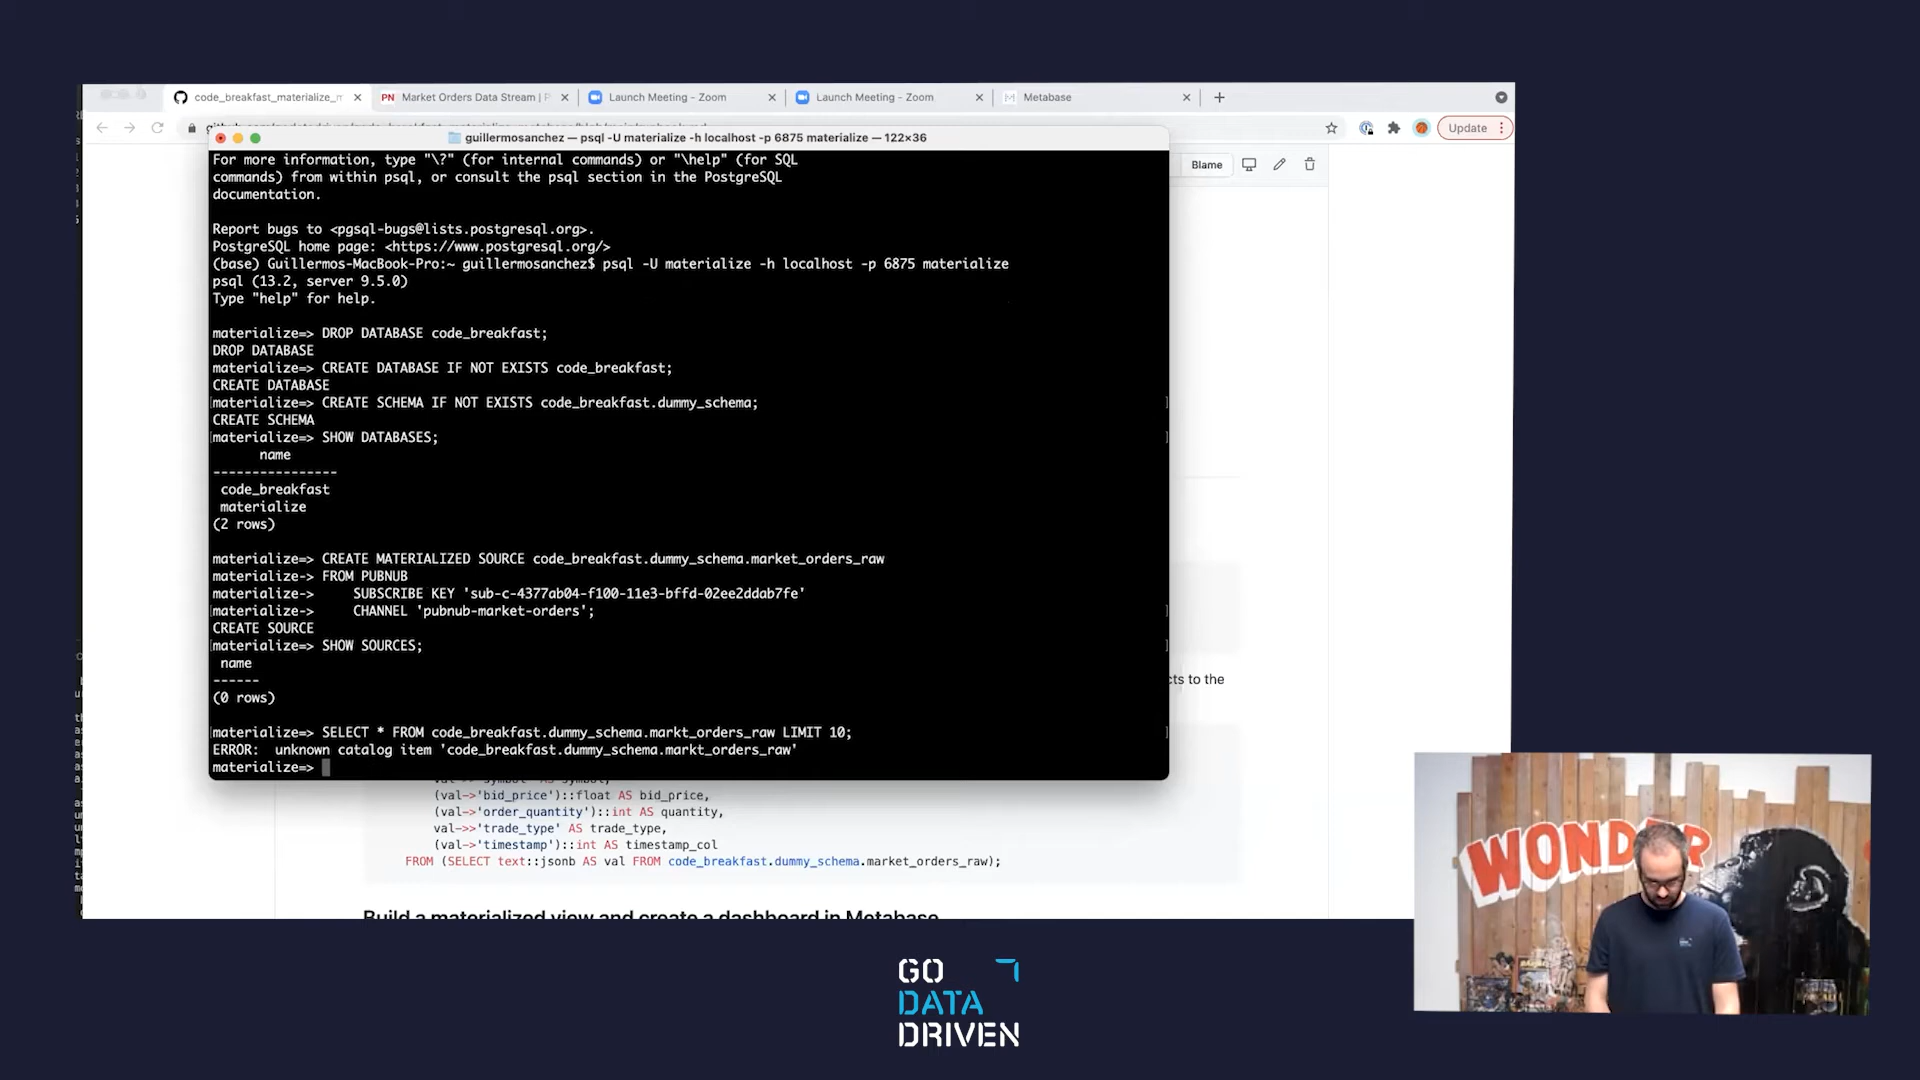 code_breakfast_materialize_m
Market Orders Data Stream | P
Launch Meeting - Zoom
Launch Meeting - Zoom
Metabase
Update
guillermosanchez — psql -U materialize -h localhost -p 6875 materialize — 122×36
Blame
For more information, type "\?" (for internal commands) or "\help" (for SQL
commands) from within psql, or consult the psql section in the PostgreSQL
documentation.
Report bugs to <pgsql-bugs@lists.postgresql.org>.
PostgreSQL home page: <https://www.postgresql.org/>
(base) Guillermos-MacBook-Pro:~ guillermosanchez$ psql -U materialize -h localhost -p 6875 materialize
psql (13.2, server 9.5.0)
Type "help" for help.
materialize=> DROP DATABASE code_breakfast;
DROP DATABASE
materialize=> CREATE DATABASE IF NOT EXISTS code_breakfast;
CREATE DATABASE
materialize=> CREATE SCHEMA IF NOT EXISTS code_breakfast.dummy_schema;
CREATE SCHEMA
materialize=> SHOW DATABASES;
name
----------------
code_breakfast
materialize
(2 rows)
materialize=> CREATE MATERIALIZED SOURCE code_breakfast.dummy_schema.market_orders_raw
materialize-> FROM PUBNUB
materialize-> SUBSCRIBE KEY 'sub-c-4377ab04-f100-11e3-bffd-02ee2ddab7fe'
materialize-> CHANNEL 'pubnub-market-orders';
CREATE SOURCE
materialize=> SHOW SOURCES;
name
------
(0 rows)
cts to the
materialize=> SELECT * FROM code_breakfast.dummy_schema.markt_orders_raw LIMIT 10;
ERROR: unknown catalog item 'code_breakfast.dummy_schema.markt_orders_raw'
materialize=>
(val->'bid_price')::float AS bid_price,
(val->'order_quantity')::int AS quantity,
val->>'trade_type' AS trade_type,
(val->'timestamp')::int AS timestamp_col
FROM (SELECT text::jsonb AS val FROM code_breakfast.dummy_schema.market_orders_raw);
Build a materialized view and create a dashboard in Metabase
WONDER
GO
DATA
DRIVEN